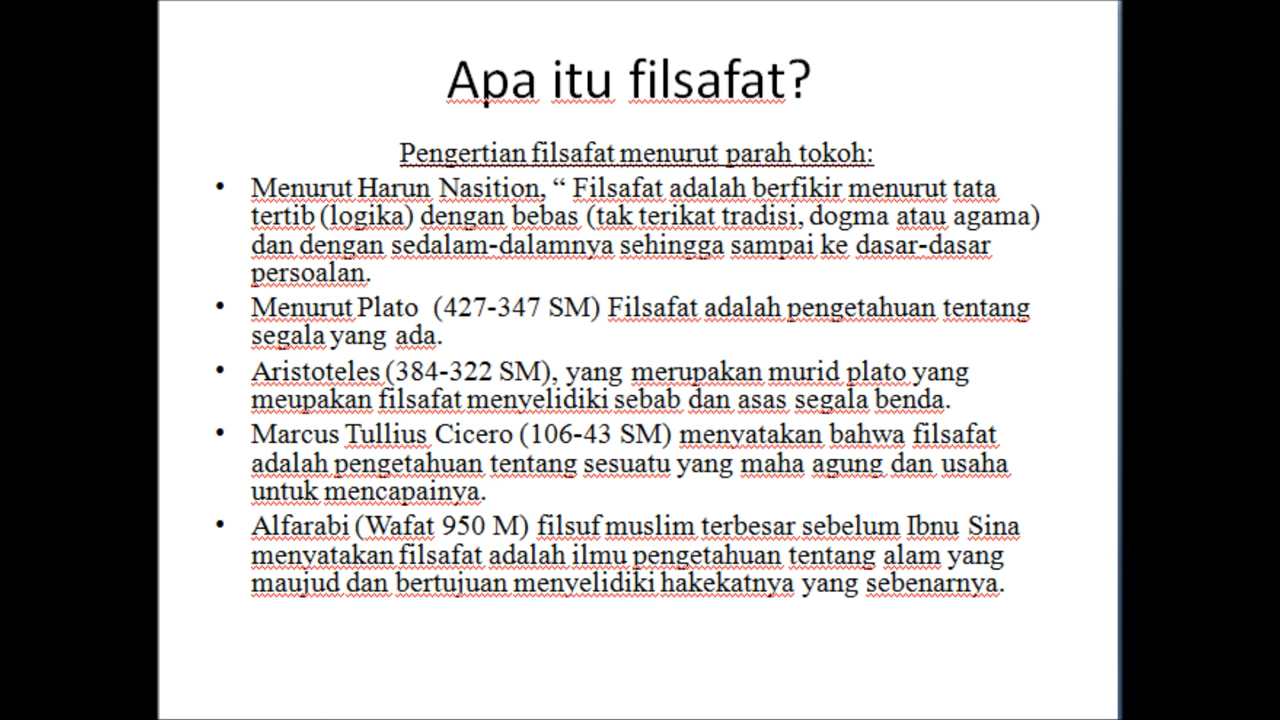 Apa itu filsafat?
Pengertian filsafat menurut parah tokoh:
• Menurut Harun Nasition, “ Filsafat adalah berfikir menurut tata
tertib (logika) dengan bebas (tak terikat tradisi, dogma atau agama)
dan dengan sedalam-dalamnya sehingga sampai ke dasar-dasar
persoalan.
• Menurut Plato (427-347 SM) Filsafat adalah pengetahuan tentang
segala yang ada.
• Aristoteles (384-322 SM), yang merupakan murid plato yang
meupakan filsafat menyelidiki sebab dan asas segala benda.
• Marcus Tullius Cicero (106-43 SM) menyatakan bahwa filsafat
adalah pengetahuan tentang sesuatu yang maha agung dan usaha
untuk mencapainya.
• Alfarabi (Wafat 950 M) filsuf muslim terbesar sebelum Ibnu Sina
menyatakan filsafat adalah ilmu pengetahuan tentang alam yang
maujud dan bertujuan menyelidiki hakekatnya yang sebenarnya.